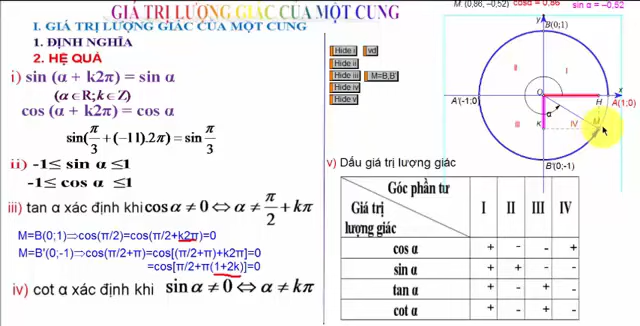 GIÁ TRỊ LƯỢNG GIÁC CỦA MỘT CUNG
I. GIÁ TRỊ LƯỢNG GIÁC CỦA MỘT CUNG
1. ĐỊNH NGHĨA
2. HỆ QUẢ
i) sin (α + k2π) = sin α
(α∈R;k∈Z)
cos (α + k2π) = cos α
sin(π/3 + (-11).2π) = sin π/3
ii) -1≤ sin α ≤1
-1≤ cos α ≤1
iii) tan α xác định khi cos α ≠ 0 ⇔ α ≠ π/2 + kπ
M=B(0;1)⇒cos(π/2)=cos(π/2+k2π)=0
M=B'(0;-1)⇒cos(π/2+π)=cos[(π/2+π)+k2π]=0
=cos[π/2+π(1+2k)]=0
iv) cot α xác định khi sin α ≠ 0 ⇔ α ≠ kπ
Hide i
vd
Hide ii
Hide iii
M=B,B'
Hide iv
Hide v
M: (0,86, -0,52)
cosα = 0,86
sin α = -0,52
y
B(0;1)
II
I
A'(-1;0)
O
H
x
A(1;0)
α
K
M
III
IV
B'(0;-1)
v) Dấu giá trị lượng giác
Góc phần tư
Giá trị
lượng giác
I II III IV
cos α + - - +
sin α + + - -
tan α + - + -
cot α + - + -